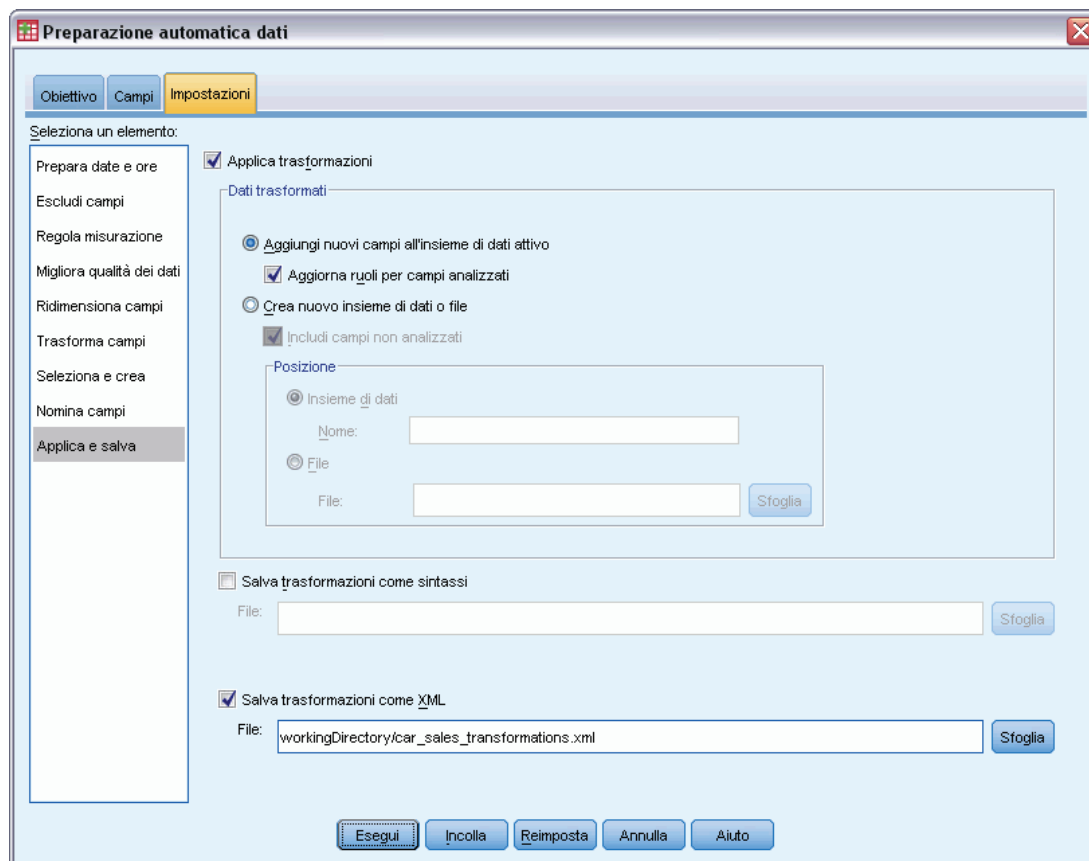 Preparazione automatica dati
Obiettivo Campi Impostazioni
Seleziona un elemento:
Prepara date e ore
Escludi campi
Regola misurazione
Migliora qualità dei dati
Ridimensiona campi
Trasforma campi
Seleziona e crea
Nomina campi
Applica e salva
Applica trasformazioni
Dati trasformati
Aggiungi nuovi campi all'insieme di dati attivo
Aggiorna ruoli per campi analizzati
Crea nuovo insieme di dati o file
Includi campi non analizzati
Posizione
Insieme di dati
Nome:
File
File: Sfoglia
Salva trasformazioni come sintassi
File: Sfoglia
Salva trasformazioni come XML
File: workingDirectory/car_sales_transformations.xml Sfoglia
Esegui Incolla Reimposta Annulla Aiuto